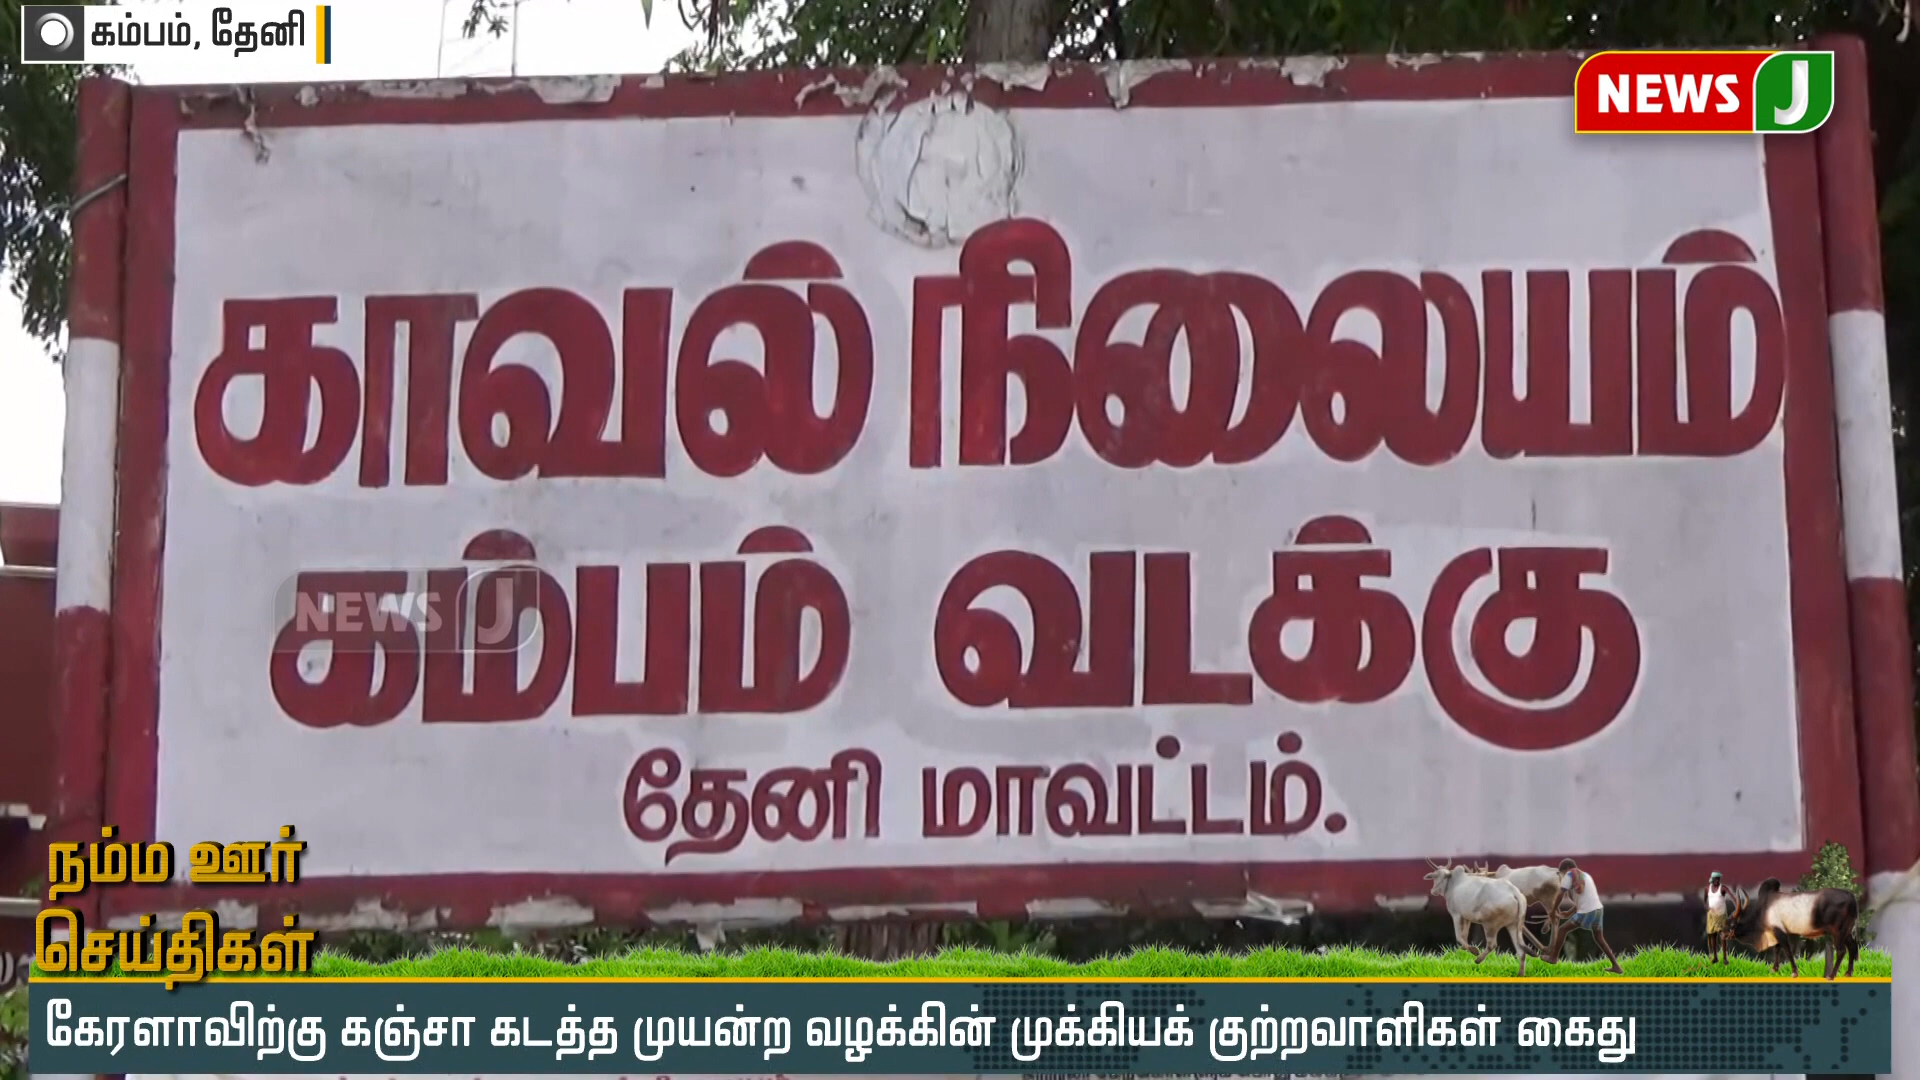 கம்பம், தேனி
NEWS J
காவல் நிலையம்
கம்பம் வடக்கு
NEWS J
தேனி மாவட்டம்.
நம்ம ஊர்
செய்திகள்
கேரளாவிற்கு கஞ்சா கடத்த முயன்ற வழக்கின் முக்கியக் குற்றவாளிகள் கைது